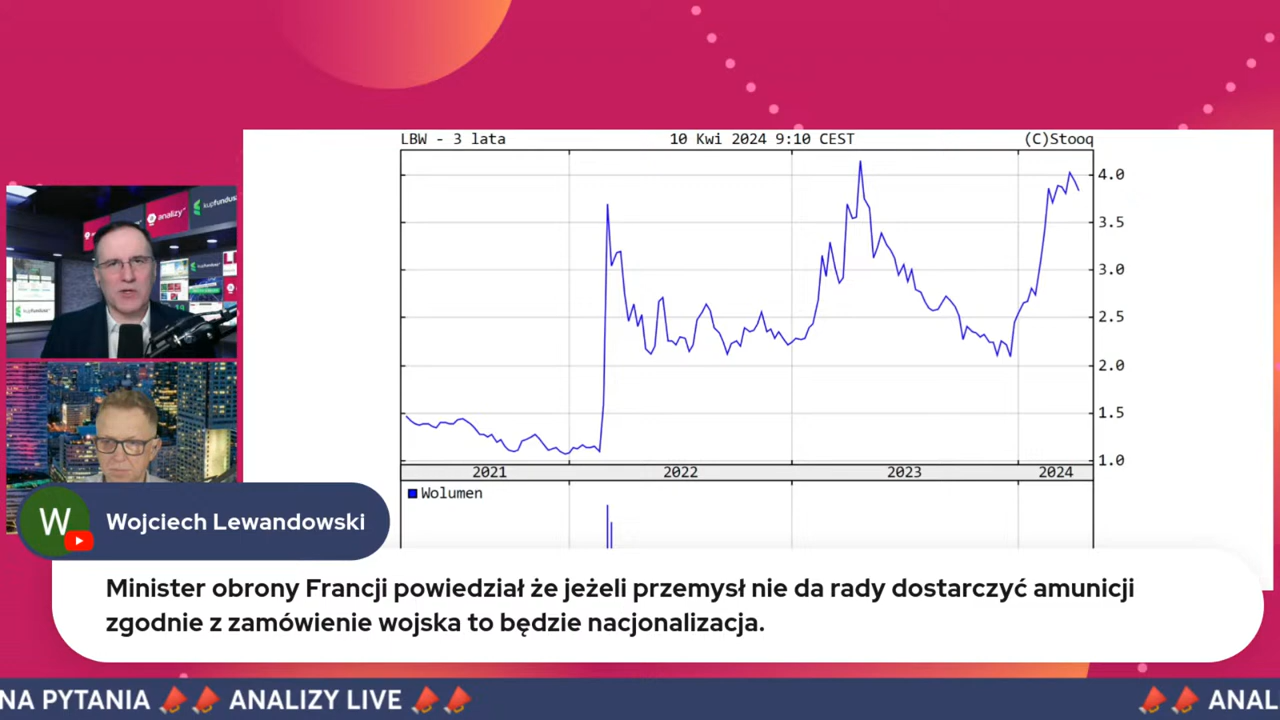 LBW - 3 lata
10 Kwi 2024 9:10 CEST
(C)Stooq
4.0
3.5
3.0
2.5
2.0
1.5
1.0
2021
2022
2023
2024
Wolumen
analizy
kupfundusz
W
Wojciech Lewandowski
Minister obrony Francji powiedział że jeżeli przemysł nie da rady dostarczyć amunicji
zgodnie z zamówienie wojska to będzie nacjonalizacja.
NA PYTANIA ANALIZY LIVE ANAL